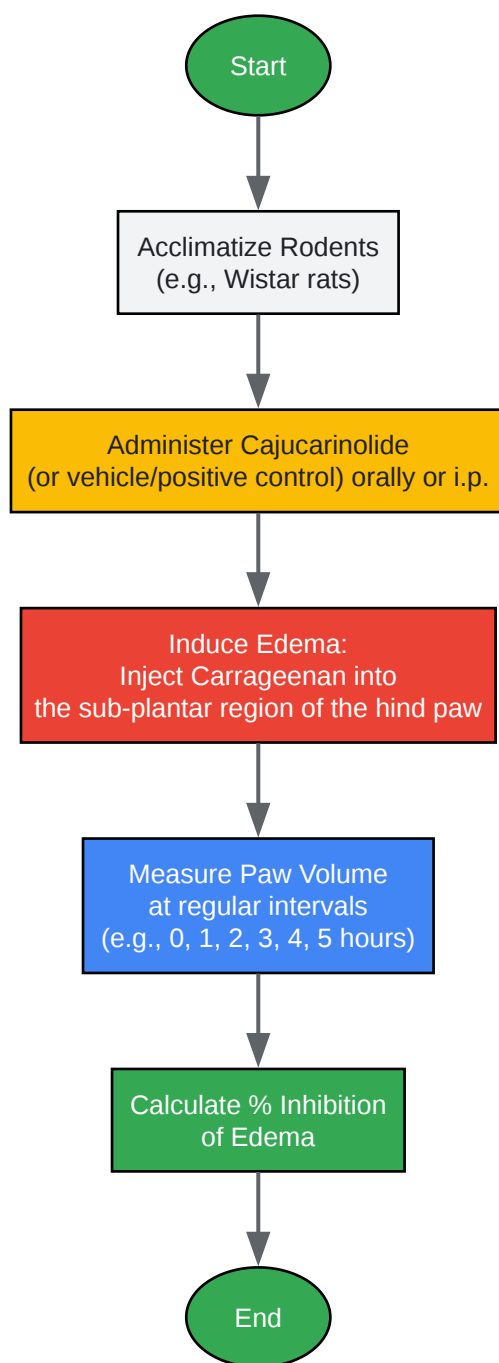 Start
Acclimatize Rodents
(e.g., Wistar rats)
Administer Cajucarinolide
(or vehicle/positive control) orally or i.p.
Induce Edema:
Inject Carrageenan into
the sub-plantar region of the hind paw
Measure Paw Volume
at regular intervals
(e.g., 0, 1, 2, 3, 4, 5 hours)
Calculate % Inhibition
of Edema
End